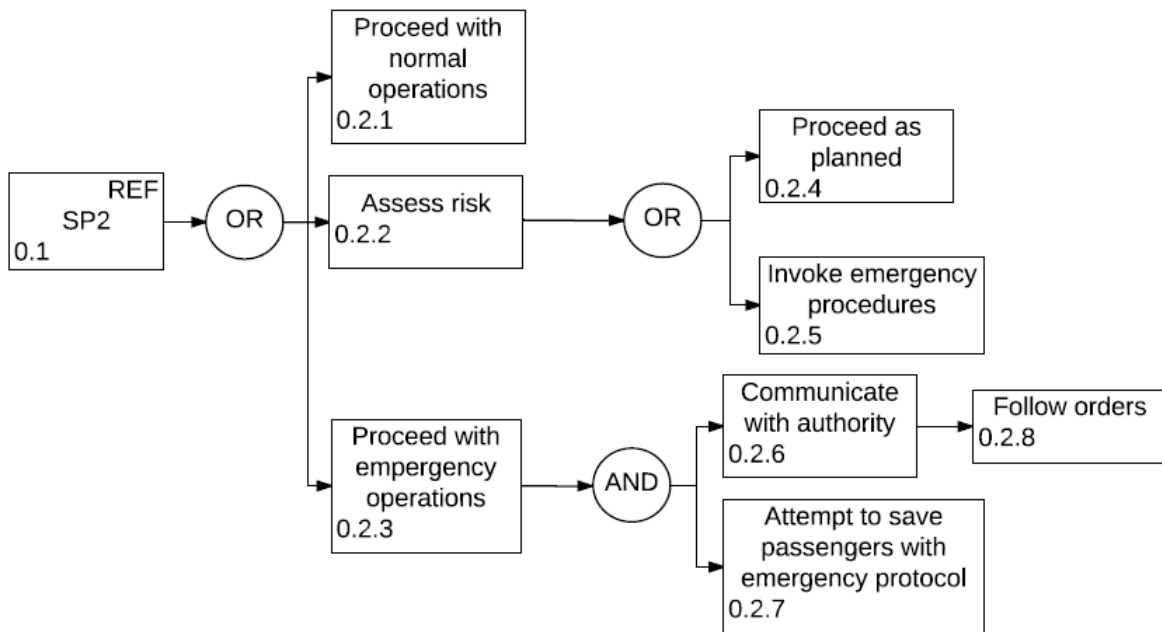 Proceed with
normal
operations
0.2.1
REF
SP2
0.1
OR
Assess risk
0.2.2
OR
Proceed as
planned
0.2.4
Invoke emergency
procedures
0.2.5
Proceed with
empergency
operations
0.2.3
AND
Communicate
with authority
0.2.6
Follow orders
0.2.8
Attempt to save
passengers with
emergency protocol
0.2.7